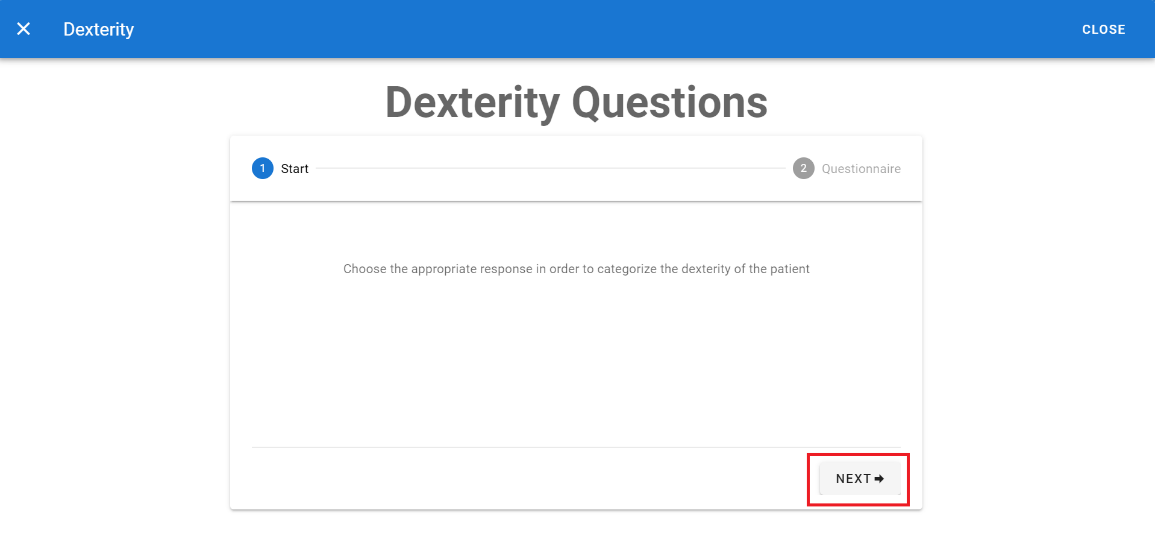 Dexterity
CLOSE
Dexterity Questions
1 Start
2 Questionnaire
Choose the appropriate response in order to categorize the dexterity of the patient
NEXT